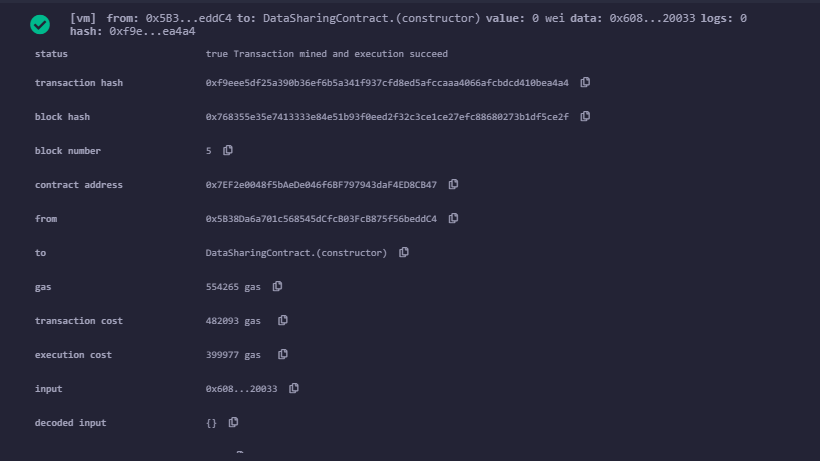 [vm] from: 0x5B3...eddC4 to: DataSharingContract.(constructor) value: 0 wei data: 0x608...20033 logs: 0
hash: 0xf9e...ea4a4
status true Transaction mined and execution succeed
transaction hash 0xf9eee5df25a390b36ef6b5a341f937cfd8ed5afccaaa4066afcbdcd410bea4a4
block hash 0x768355e35e7413333e84e51b93f0eed2f32c3ce1ce27efc88680273b1df5ce2f
block number 5
contract address 0x7EF2e0048f5bAeDe046f6BF797943daF4ED8CB47
from 0x5B38Da6a701c568545dCfcB03FcB875f56beddC4
to DataSharingContract.(constructor)
gas 554265 gas
transaction cost 482093 gas
execution cost 399977 gas
input 0x608...20033
decoded input {}